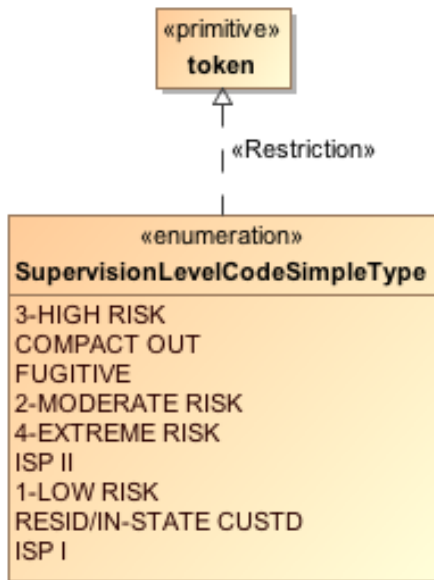 «primitive»
token
«Restriction»
«enumeration»
SupervisionLevelCodeSimpleType
3-HIGH RISK
COMPACT OUT
FUGITIVE
2-MODERATE RISK
4-EXTREME RISK
ISP II
1-LOW RISK
RESID/IN-STATE CUSTD
ISP I